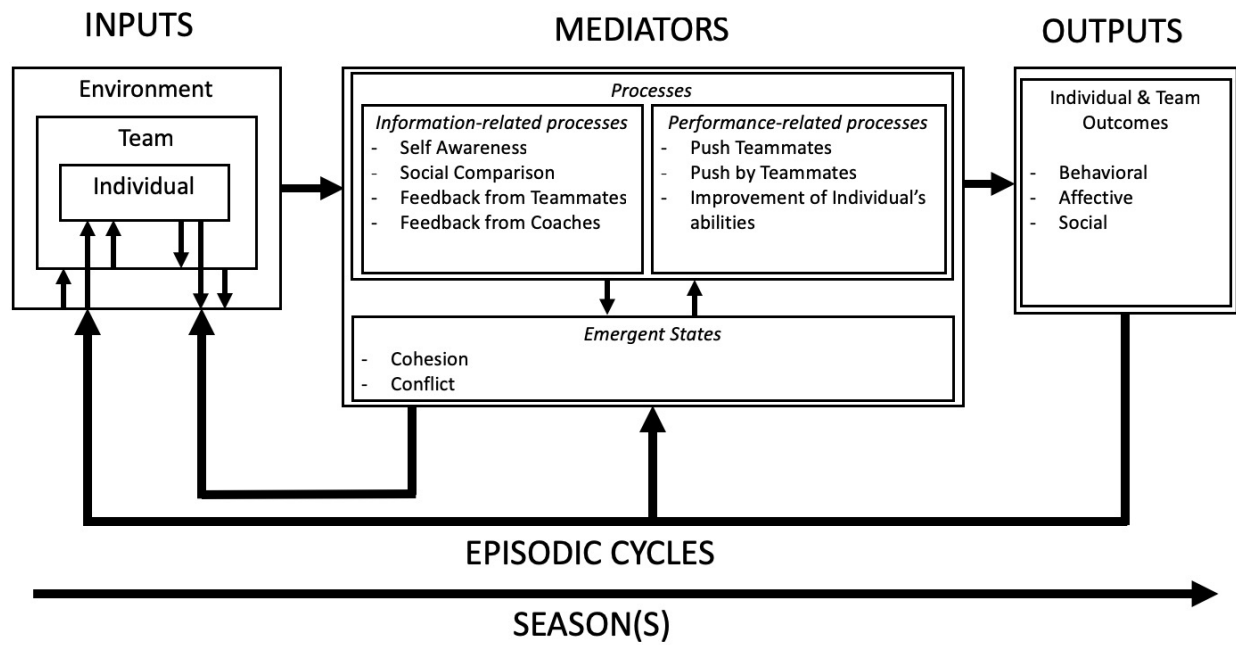 INPUTS
MEDIATORS
OUTPUTS
Environment
Team
Individual
Processes
Information-related processes
- Self Awareness
- Social Comparison
- Feedback from Teammates
- Feedback from Coaches
Performance-related processes
- Push Teammates
- Push by Teammates
- Improvement of Individual's
abilities
Emergent States
- Cohesion
- Conflict
Individual & Team
Outcomes
- Behavioral
- Affective
- Social
EPISODIC CYCLES
SEASON(S)